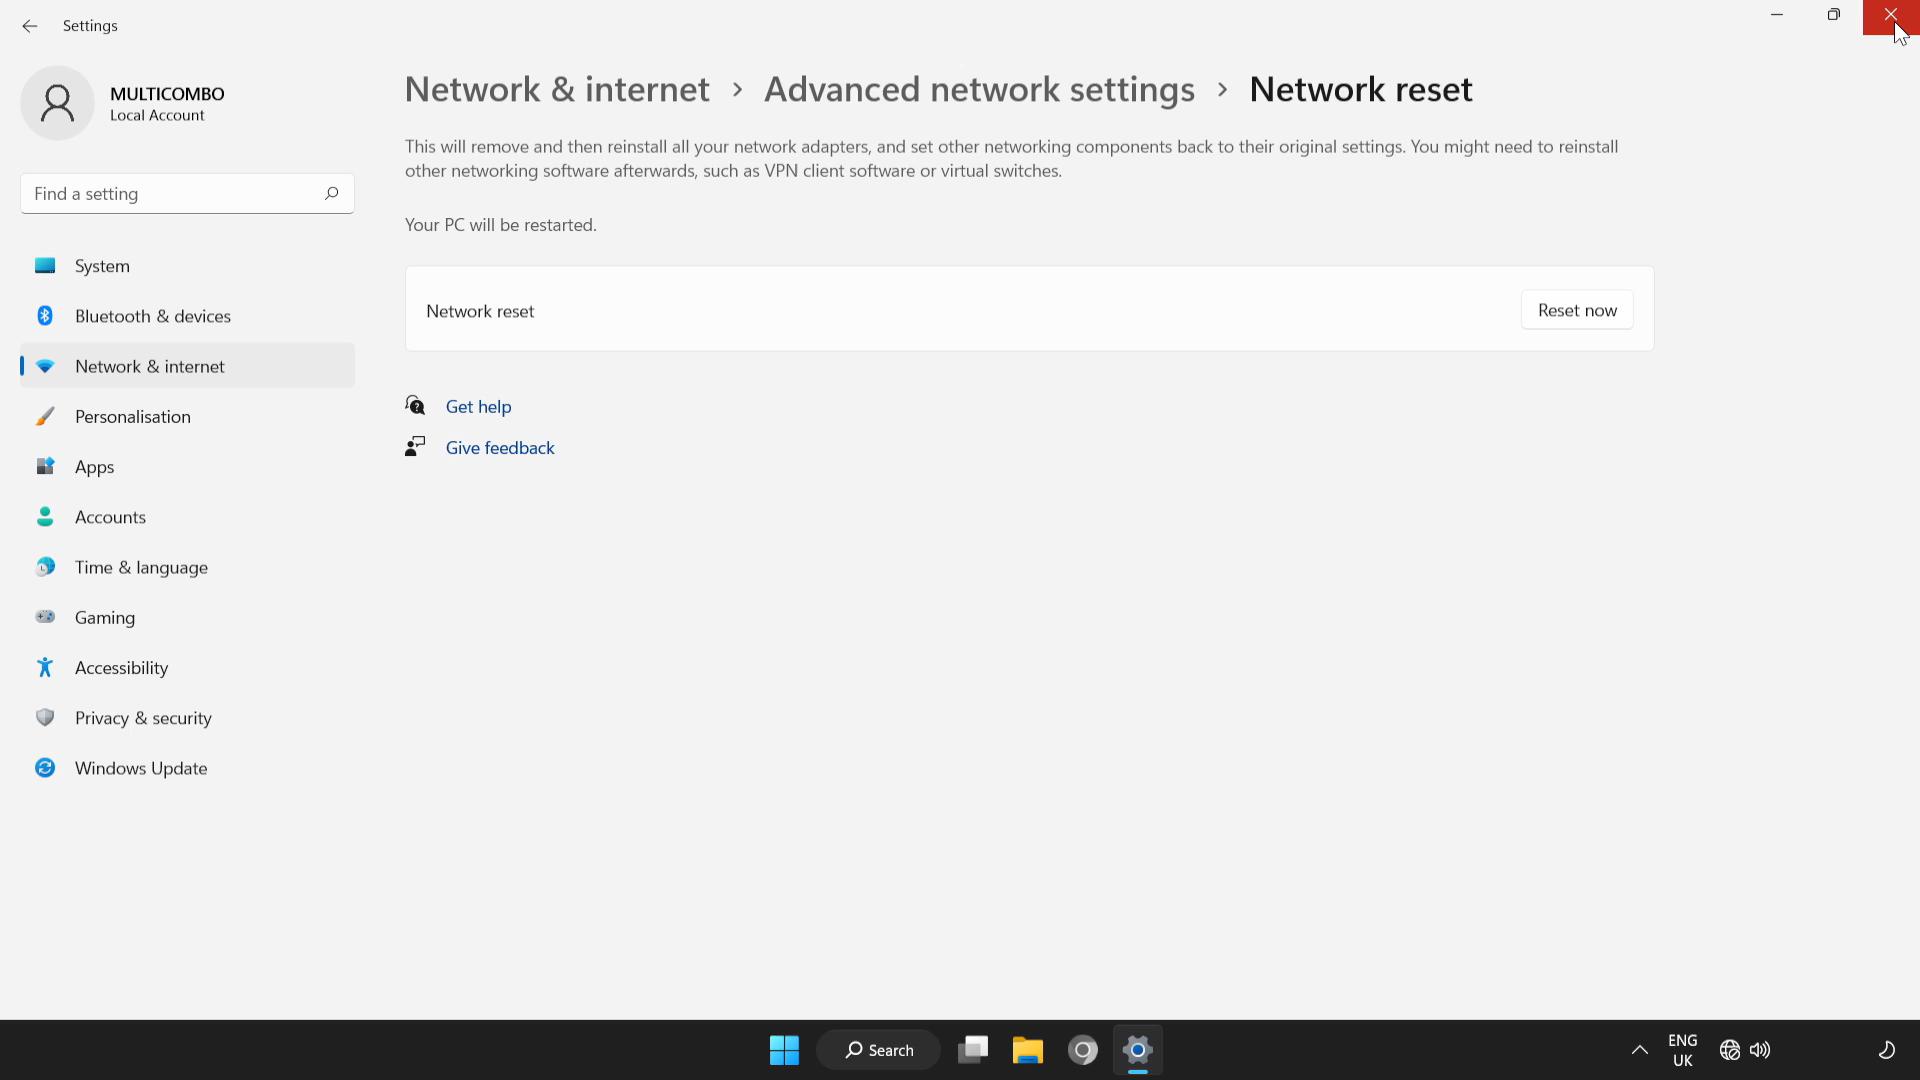 Settings
MULTICOMBO
Local Account
Find a setting
System
Bluetooth & devices
Network & internet
Personalisation
Apps
Accounts
Time & language
Gaming
Accessibility
Privacy & security
Windows Update
Network & internet > Advanced network settings > Network reset
This will remove and then reinstall all your network adapters, and set other networking components back to their original settings. You might need to reinstall
other networking software afterwards, such as VPN client software or virtual switches.
Your PC will be restarted.
Network reset
Reset now
Get help
Give feedback
Search
ENG
UK